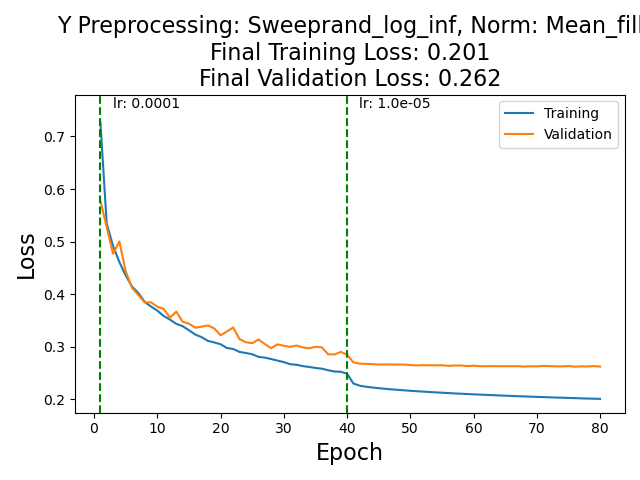 Y Preprocessing: Sweeprand_log_inf, Norm: Mean_fill
Final Training Loss: 0.201
Final Validation Loss: 0.262
lr: 0.0001
lr: 1.0e-05
Training
Validation
0.7
0.6
0.5
0.4
0.3
0.2
Loss
0 10 20 30 40 50 60 70 80
Epoch